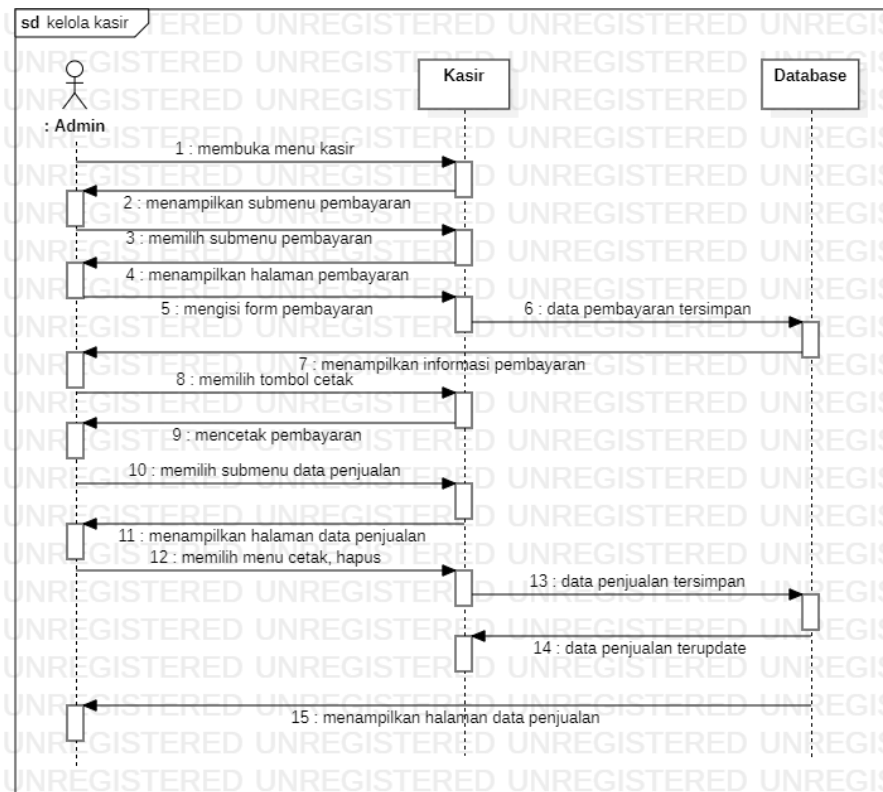 sd kelola kasir
Kasir
Database
: Admin
1 : membuka menu kasir
2 : menampilkan submenu pembayaran
3 : memilih submenu pembayaran
4 : menampilkan halaman pembayaran
5 : mengisi form pembayaran
6 : data pembayaran tersimpan
7 : menampilkan informasi pembayaran
8 : memilih tombol cetak
9 : mencetak pembayaran
10 : memilih submenu data penjualan
11 : menampilkan halaman data penjualan
12 : memilih menu cetak, hapus
13 : data penjualan tersimpan
14 : data penjualan terupdate
15 : menampilkan halaman data penjualan
UNREGISTERED UNREGISTERED UNREGIS